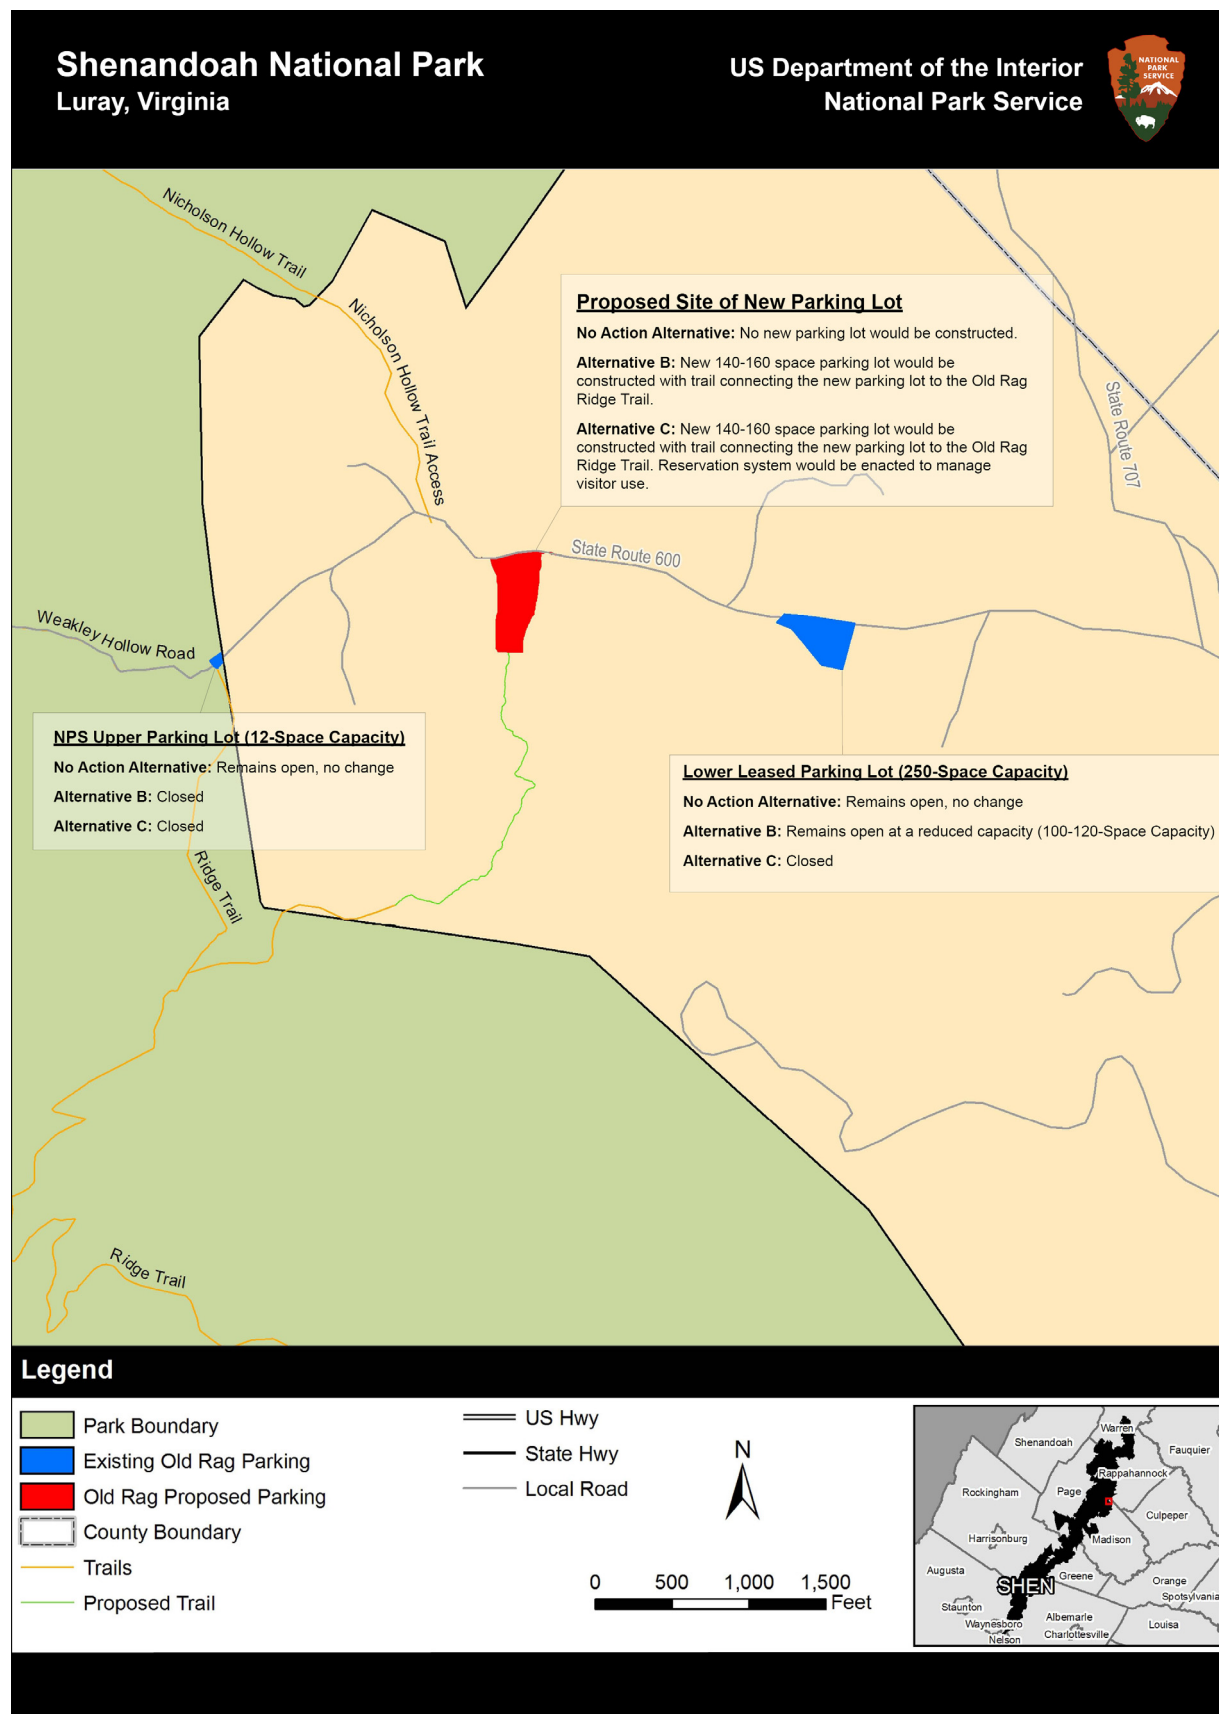 Shenandoah National Park
Luray, Virginia
US Department of the Interior
National Park Service
NATIONAL
PARK
SERVICE
Nicholson Hollow Trail
Nicholson Hollow Trail Access
Proposed Site of New Parking Lot
No Action Alternative: No new parking lot would be constructed.
Alternative B: New 140-160 space parking lot would be
constructed with trail connecting the new parking lot to the Old Rag
Ridge Trail.
Alternative C: New 140-160 space parking lot would be
constructed with trail connecting the new parking lot to the Old Rag
Ridge Trail. Reservation system would be enacted to manage
visitor use.
State Route 707
State Route 600
Weakley Hollow Road
NPS Upper Parking Lot (12-Space Capacity)
No Action Alternative: Remains open, no change
Alternative B: Closed
Alternative C: Closed
Lower Leased Parking Lot (250-Space Capacity)
No Action Alternative: Remains open, no change
Alternative B: Remains open at a reduced capacity (100-120-Space Capacity)
Alternative C: Closed
Ridge Trail
Ridge Trail
Legend
Park Boundary
Existing Old Rag Parking
Old Rag Proposed Parking
County Boundary
Trails
Proposed Trail
US Hwy
State Hwy
Local Road
N
0 500 1,000 1,500
Feet
Warren
Shenandoah
Fauquier
Rappahannock
Rockingham
Page
Culpeper
Harrisonburg
Madison
Augusta
Greene
SHEN
Orange
Spotsylvania
Staunton
Albemarle
Waynesboro
Louisa
Charlottesville
Nelson